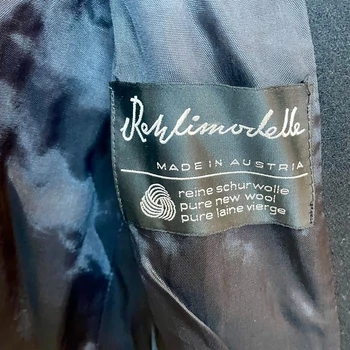 Rehlimodelle
MADE IN AUSTRIA
reine schurwolle
pure new wool
pure laine vierge